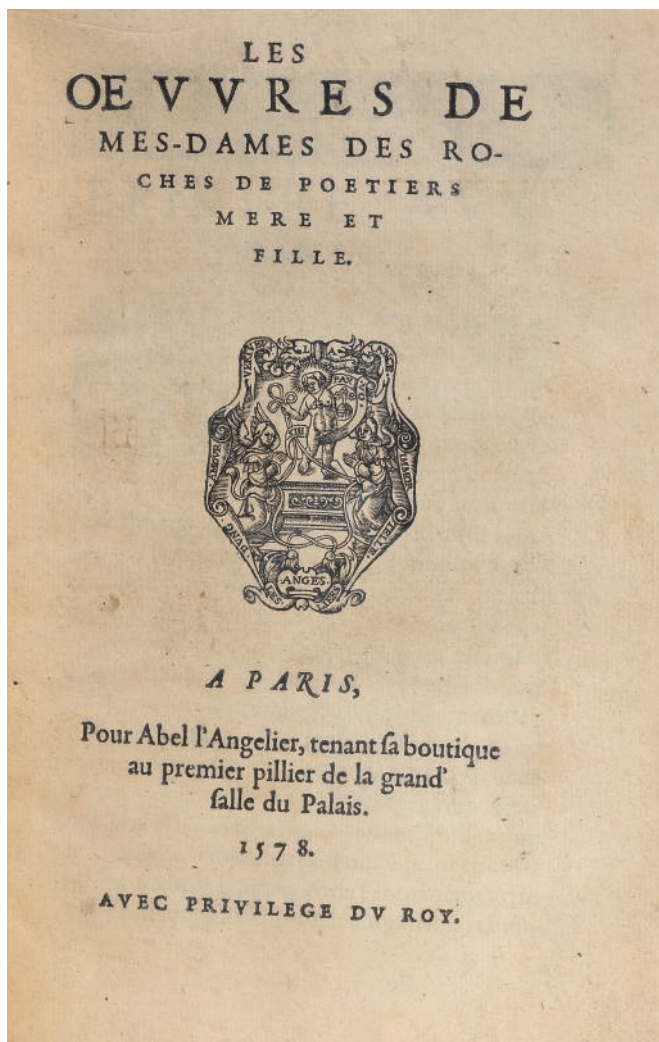 LES
OEVVRES DE
MES-DAMES DES RO-
CHES DE POETIERS
MERE ET
FILLE.
ANGES.
A PARIS,
Pour Abel l'Angelier, tenant ſa boutique
au premier pillier de la grand'
ſalle du Palais.
1578.
AVEC PRIVILEGE DV ROY.